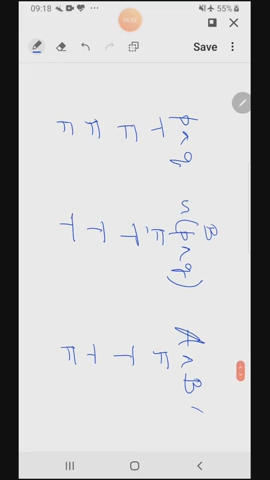 09:18
55%
Save
B
p∧q ~(p∧q) A∧B
T F F
F T T
F T T
F T F